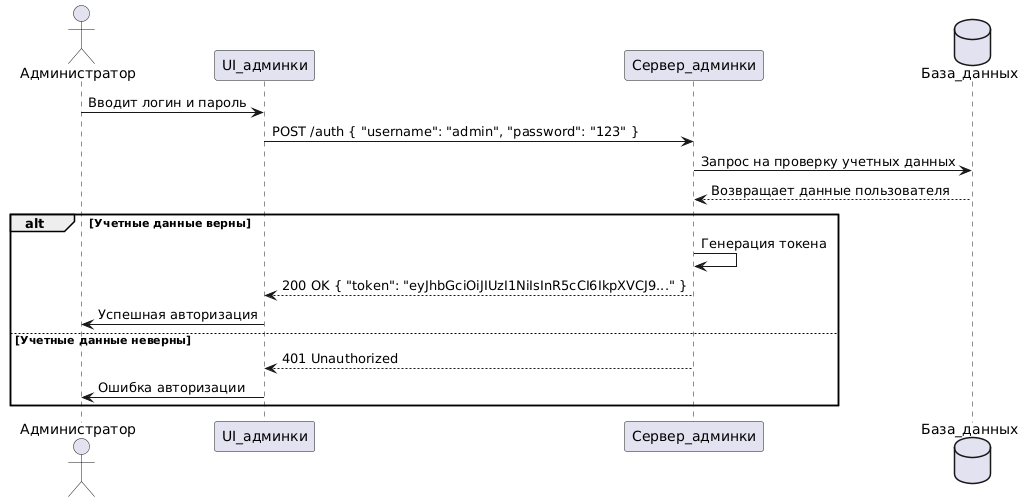 Администратор
UI_админки
Сервер_админки
База_данных
Вводит логин и пароль
POST /auth { "username": "admin", "password": "123" }
Запрос на проверку учетных данных
Возвращает данные пользователя
alt
[Учетные данные верны]
Генерация токена
200 OK { "token": "eyJhbGciOiJIUzI1NiIsInR5cCI6IkpXVCJ9..." }
Успешная авторизация
[Учетные данные неверны]
401 Unauthorized
Ошибка авторизации
Администратор
UI_админки
Сервер_админки
База_данных